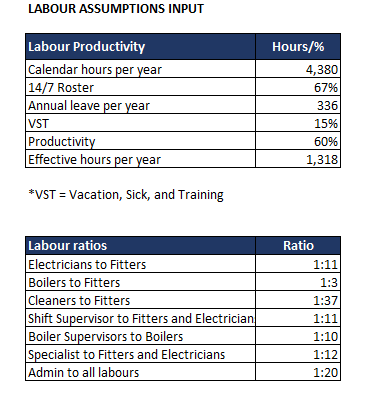 LABOUR ASSUMPTIONS INPUT
Labour Productivity Hours/%
Calendar hours per year 4,380
14/7 Roster 67%
Annual leave per year 336
VST 15%
Productivity 60%
Effective hours per year 1,318
*VST = Vacation, Sick, and Training
Labour ratios Ratio
Electricians to Fitters 1:11
Boilers to Fitters 1:3
Cleaners to Fitters 1:37
Shift Supervisor to Fitters and Electrician 1:11
Boiler Supervisors to Boilers 1:10
Specialist to Fitters and Electricians 1:12
Admin to all labours 1:20